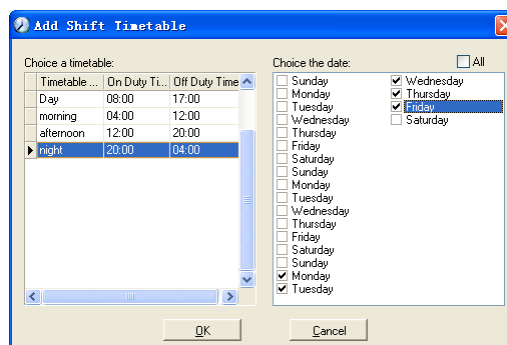 Add Shift Timetable
Choice a timetable:
Timetable ... On Duty Ti... Off Duty Time
Day 08:00 17:00
morning 04:00 12:00
afternoon 12:00 20:00
night 20:00 04:00
Choice the date:
All
Sunday
Monday
Tuesday
Wednesday
Thursday
Friday
Saturday
Sunday
Monday
Tuesday
Wednesday
Thursday
Friday
Saturday
Sunday
Monday
Tuesday
Wednesday
Thursday
Friday
Saturday
OK
Cancel